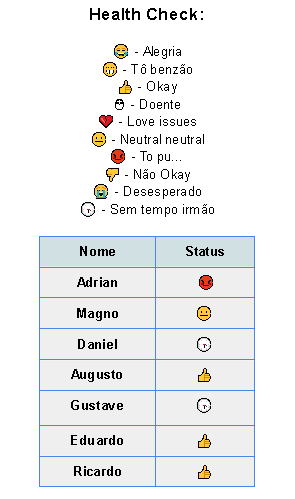 Health Check:
😂 - Alegria
😁 - Tô benzão
👍 - Okay
😷 - Doente
💔 - Love issues
😐 - Neutral neutral
😡 - To pu...
👎 - Não Okay
😭 - Desesperado
🕒 - Sem tempo irmão
Nome Status
Adrian 😡
Magno 😐
Daniel 🕒
Augusto 👍
Gustave 🕒
Eduardo 👍
Ricardo 👍